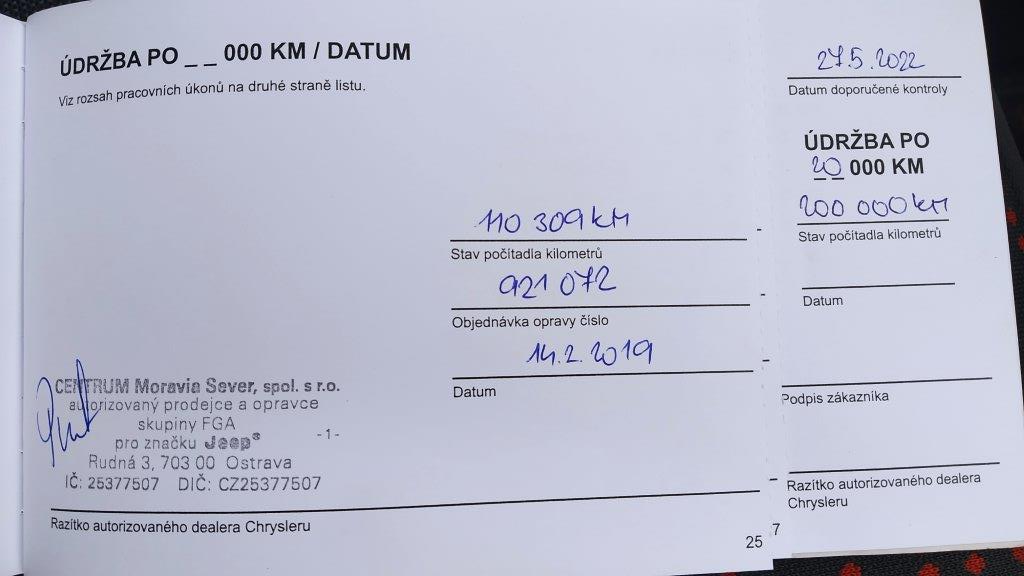 ÚDRŽBA PO _ _ 000 KM / DATUM
Viz rozsah pracovních úkonů na druhé straně listu.
110 309 KM
Stav počítadla kilometrů
921 072
Objednávka opravy číslo
14.2.2019
Datum
CENTRUM Moravia Sever, spol. s r.o.
autorizovaný prodejce a opravce
skupiny FGA
pro značku Jeep® -1-
Rudná 3, 703 00 Ostrava
IČ: 25377507 DIČ: CZ25377507
Razítko autorizovaného dealera Chrysleru
25
27.5.2022
Datum doporučené kontroly
ÚDRŽBA PO
20 000 KM
200 000 KM
Stav počítadla kilometrů
Datum
Podpis zákazníka
Razítko autorizovaného dealera
Chrysleru
7